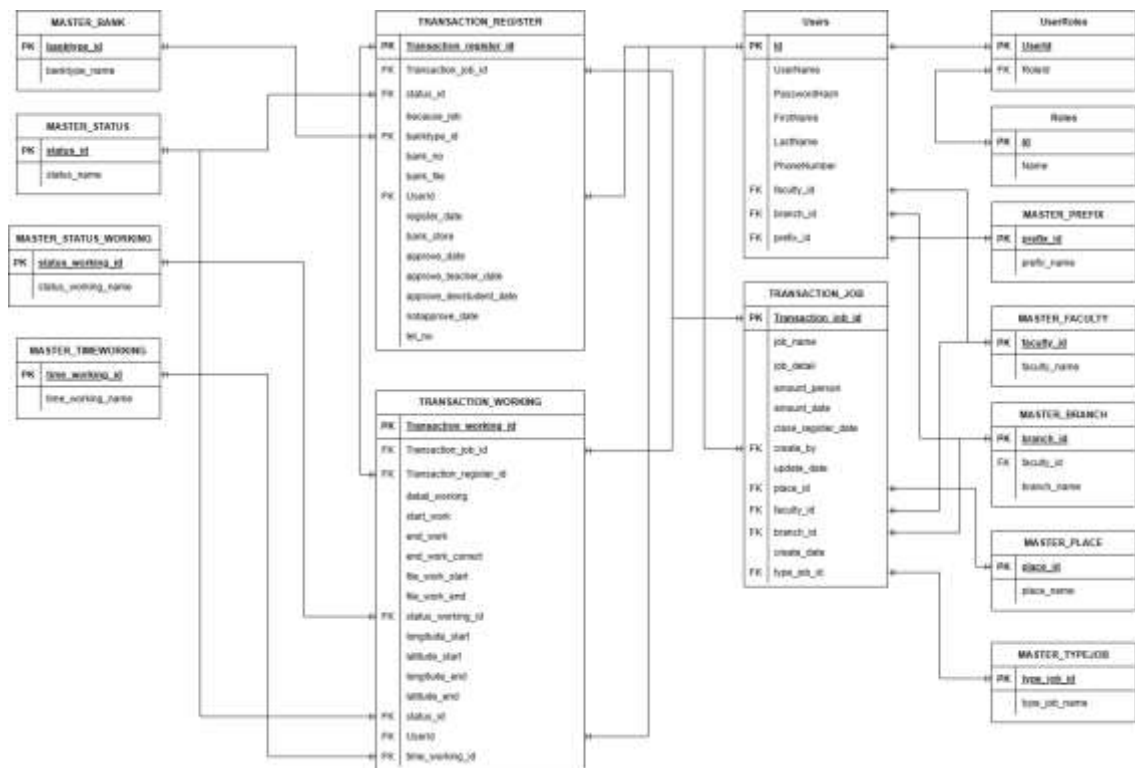 MASTER_BANK
PK banktype_id
banktype_name
MASTER_STATUS
PK status_id
status_name
MASTER_STATUS_WORKING
PK status_working_id
status_working_name
MASTER_TIMEWORKING
PK time_working_id
time_working_name
TRANSACTION_REGISTER
PK Transaction_register_id
FK Transaction_job_id
FK status_id
because_job
FK banktype_id
bank_no
bank_file
FK UserId
register_date
bank_store
approve_date
approve_teacher_date
approve_devstudent_date
notapprove_date
tel_no
TRANSACTION_WORKING
PK Transaction_working_id
FK Transaction_job_id
FK Transaction_register_id
detail_working
start_work
end_work
end_work_correct
file_work_start
file_work_end
FK status_working_id
longtitude_start
latitude_start
longtitude_end
latitude_end
FK status_id
FK UserId
FK time_working_id
Users
PK Id
UserName
PasswordHash
FirstName
LastName
PhoneNumber
FK faculty_id
FK branch_id
FK prefix_id
TRANSACTION_JOB
PK Transaction_job_id
job_name
job_detail
amount_person
amount_date
close_register_date
FK create_by
update_date
FK place_id
FK faculty_id
FK branch_id
create_date
FK type_job_id
UserRoles
PK UserId
FK RoleId
Roles
PK Id
Name
MASTER_PREFIX
PK prefix_id
prefix_name
MASTER_FACULTY
PK faculty_id
faculty_name
MASTER_BRANCH
PK branch_id
FK faculty_id
branch_name
MASTER_PLACE
PK place_id
place_name
MASTER_TYPEJOB
PK type_job_id
type_job_name